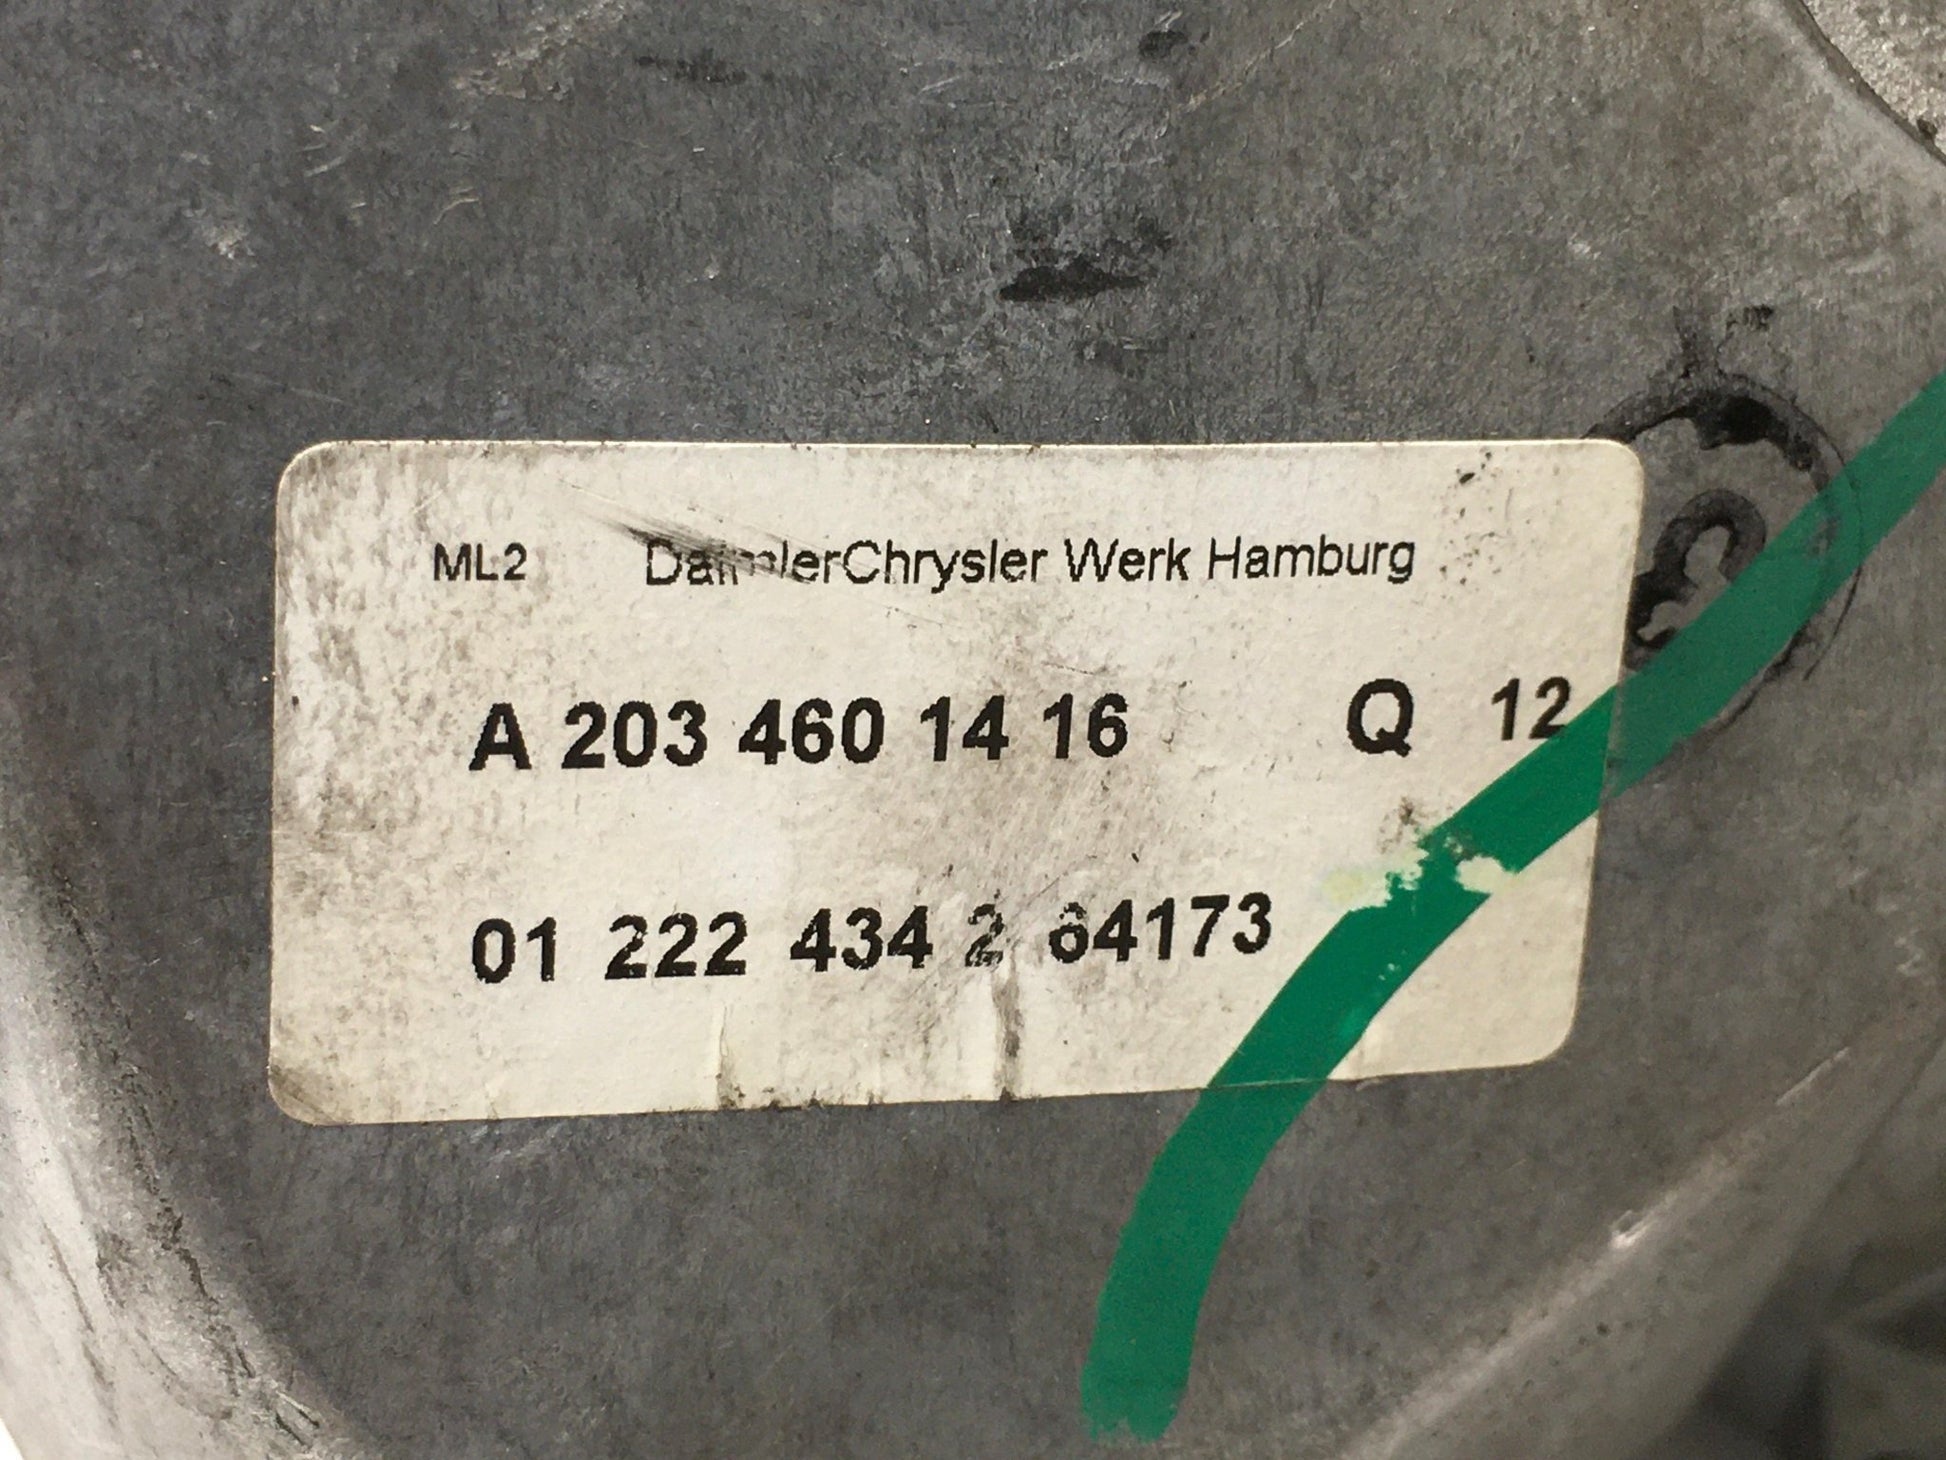 ML2 DaimlerChrysler Werk Hamburg
A 203 460 14 16 Q 12
01 222 434 2 64173